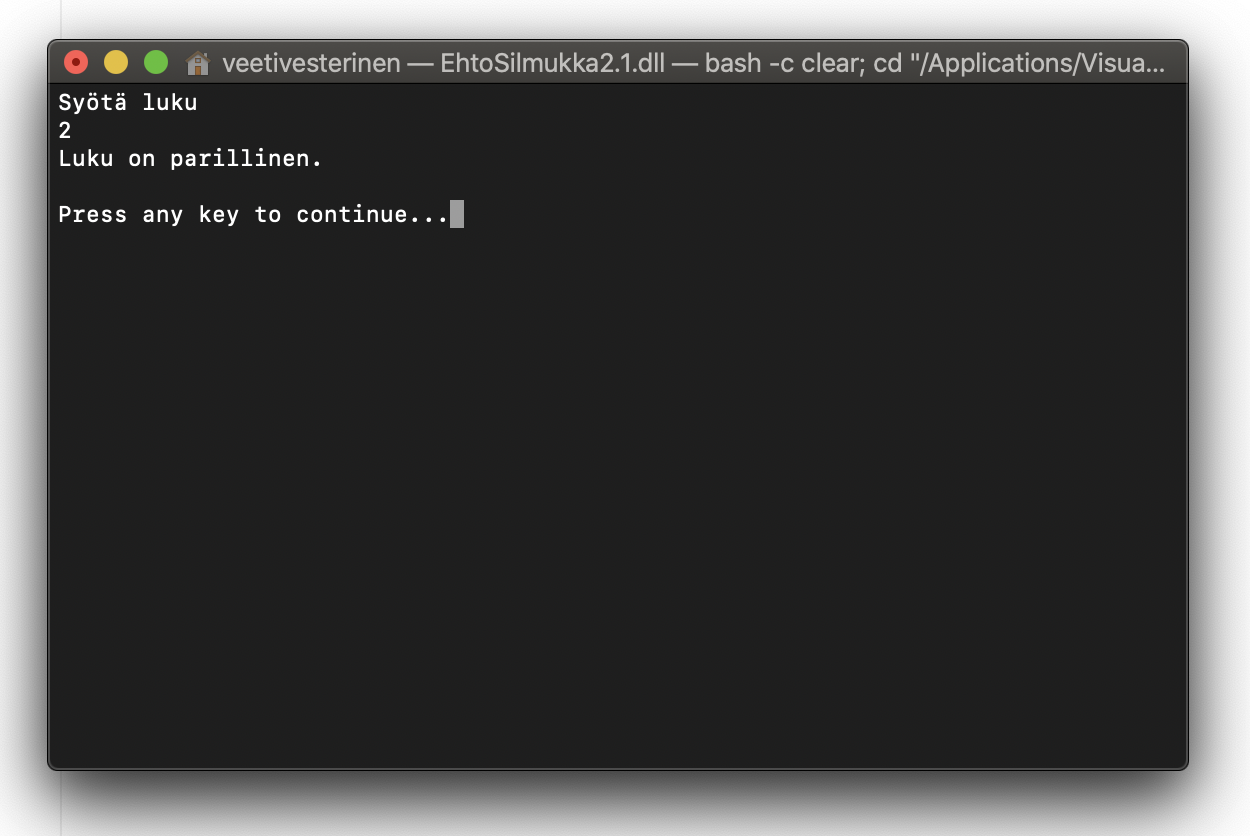 veetivesterinen — EhtoSilmukka2.1.dll — bash -c clear; cd "/Applications/Visua...
Syötä luku
2
Luku on parillinen.
Press any key to continue...